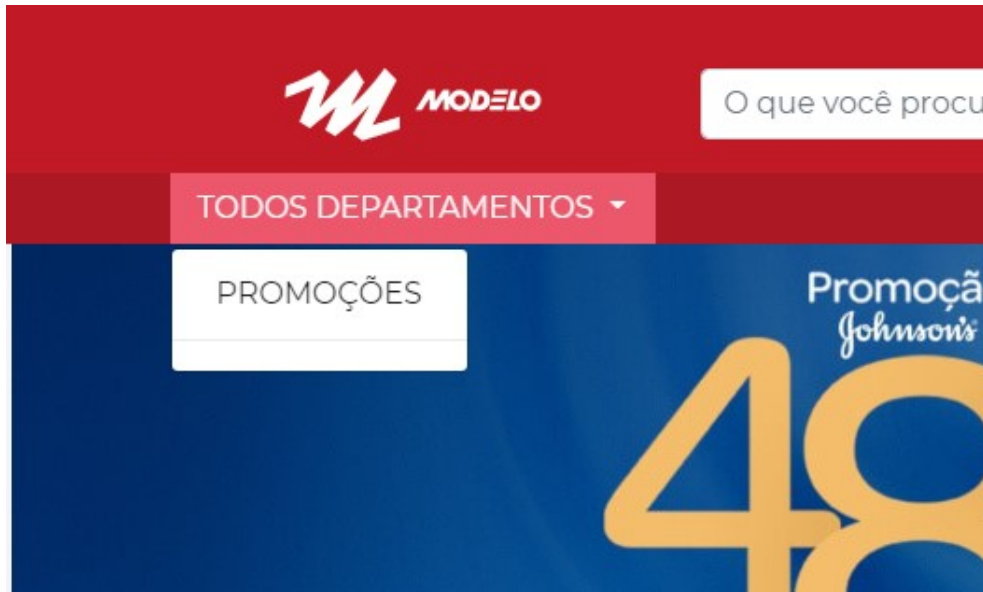 MODELO
O que você procu
TODOS DEPARTAMENTOS
PROMOÇÕES
Promoçã
Johnson's
48